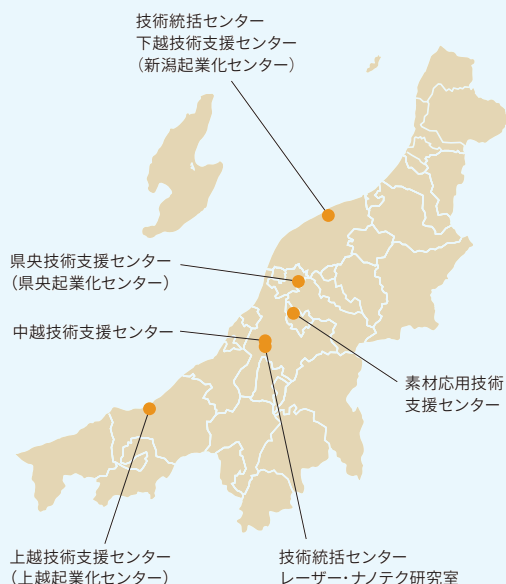 技術統括センター
下越技術支援センター
（新潟起業化センター）
県央技術支援センター
（県央起業化センター）
中越技術支援センター
素材応用技術
支援センター
上越技術支援センター
（上越起業化センター）
技術統括センター
レーザー・ナノテク研究室